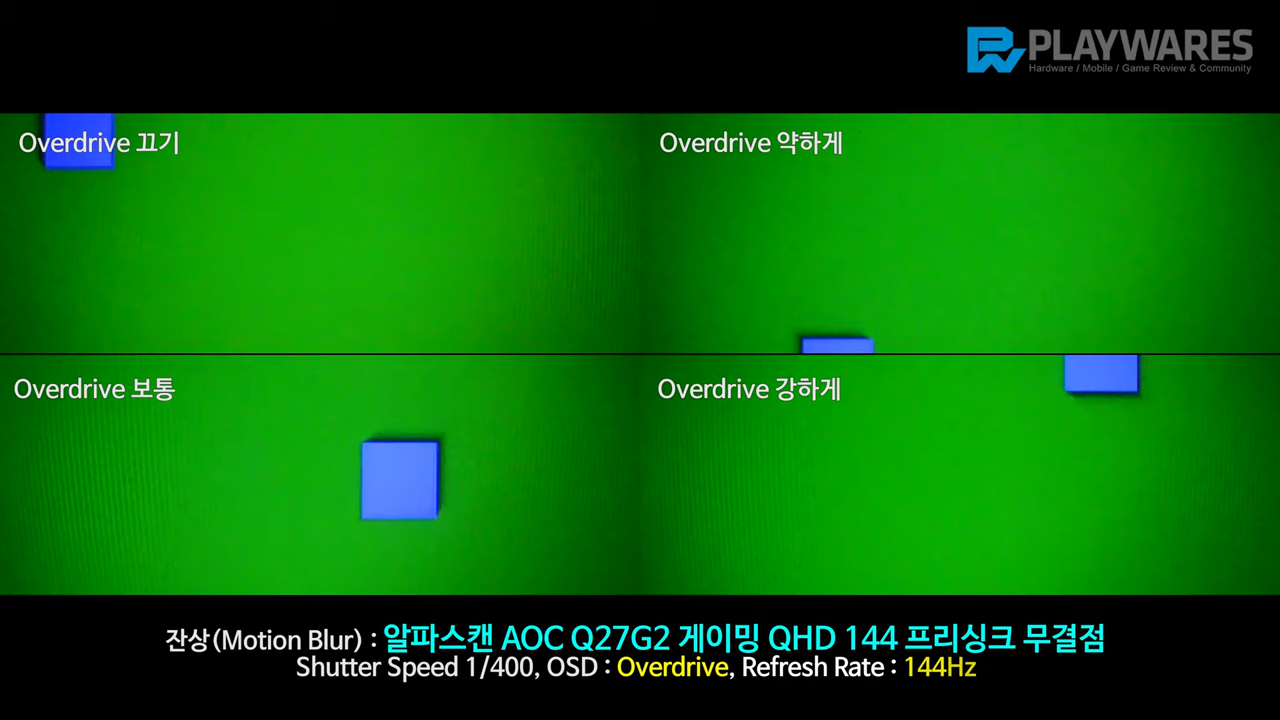 PLAYWARES
Hardware / Mobile / Game Review & Community
Overdrive 끄기
Overdrive 약하게
Overdrive 보통
Overdrive 강하게
잔상(Motion Blur) : 알파스캔 AOC Q27G2 게이밍 QHD 144 프리싱크 무결점
Shutter Speed 1/400, OSD : Overdrive, Refresh Rate : 144Hz